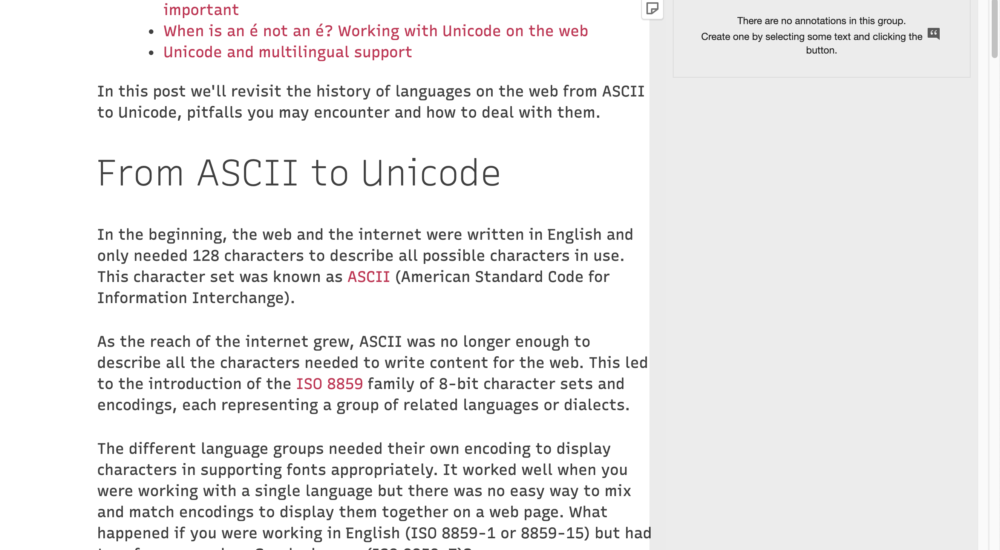 important
When is an é not an é? Working with Unicode on the web
Unicode and multilingual support
In this post we'll revisit the history of languages on the web from ASCII
to Unicode, pitfalls you may encounter and how to deal with them.
From ASCII to Unicode
In the beginning, the web and the internet were written in English and
only needed 128 characters to describe all possible characters in use.
This character set was known as ASCII (American Standard Code for
Information Interchange).
As the reach of the internet grew, ASCII was no longer enough to
describe all the characters needed to write content for the web. This led
to the introduction of the ISO 8859 family of 8-bit character sets and
encodings, each representing a group of related languages or dialects.
The different language groups needed their own encoding to display
characters in supporting fonts appropriately. It worked well when you
were working with a single language but there was no easy way to mix
and match encodings to display them together on a web page. What
happened if you were working in English (ISO 8859-1 or 8859-15) but had
There are no annotations in this group.
Create one by selecting some text and clicking the
button.